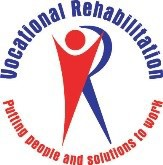 Vocational Rehabilitation
R
Putting people and solutions to work